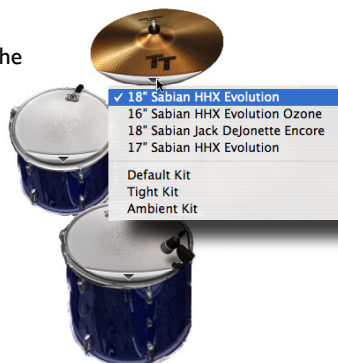 he
TT
✓ 18" Sabian HHX Evolution
16" Sabian HHX Evolution Ozone
18" Sabian Jack DeJonette Encore
17" Sabian HHX Evolution
Default Kit
Tight Kit
Ambient Kit